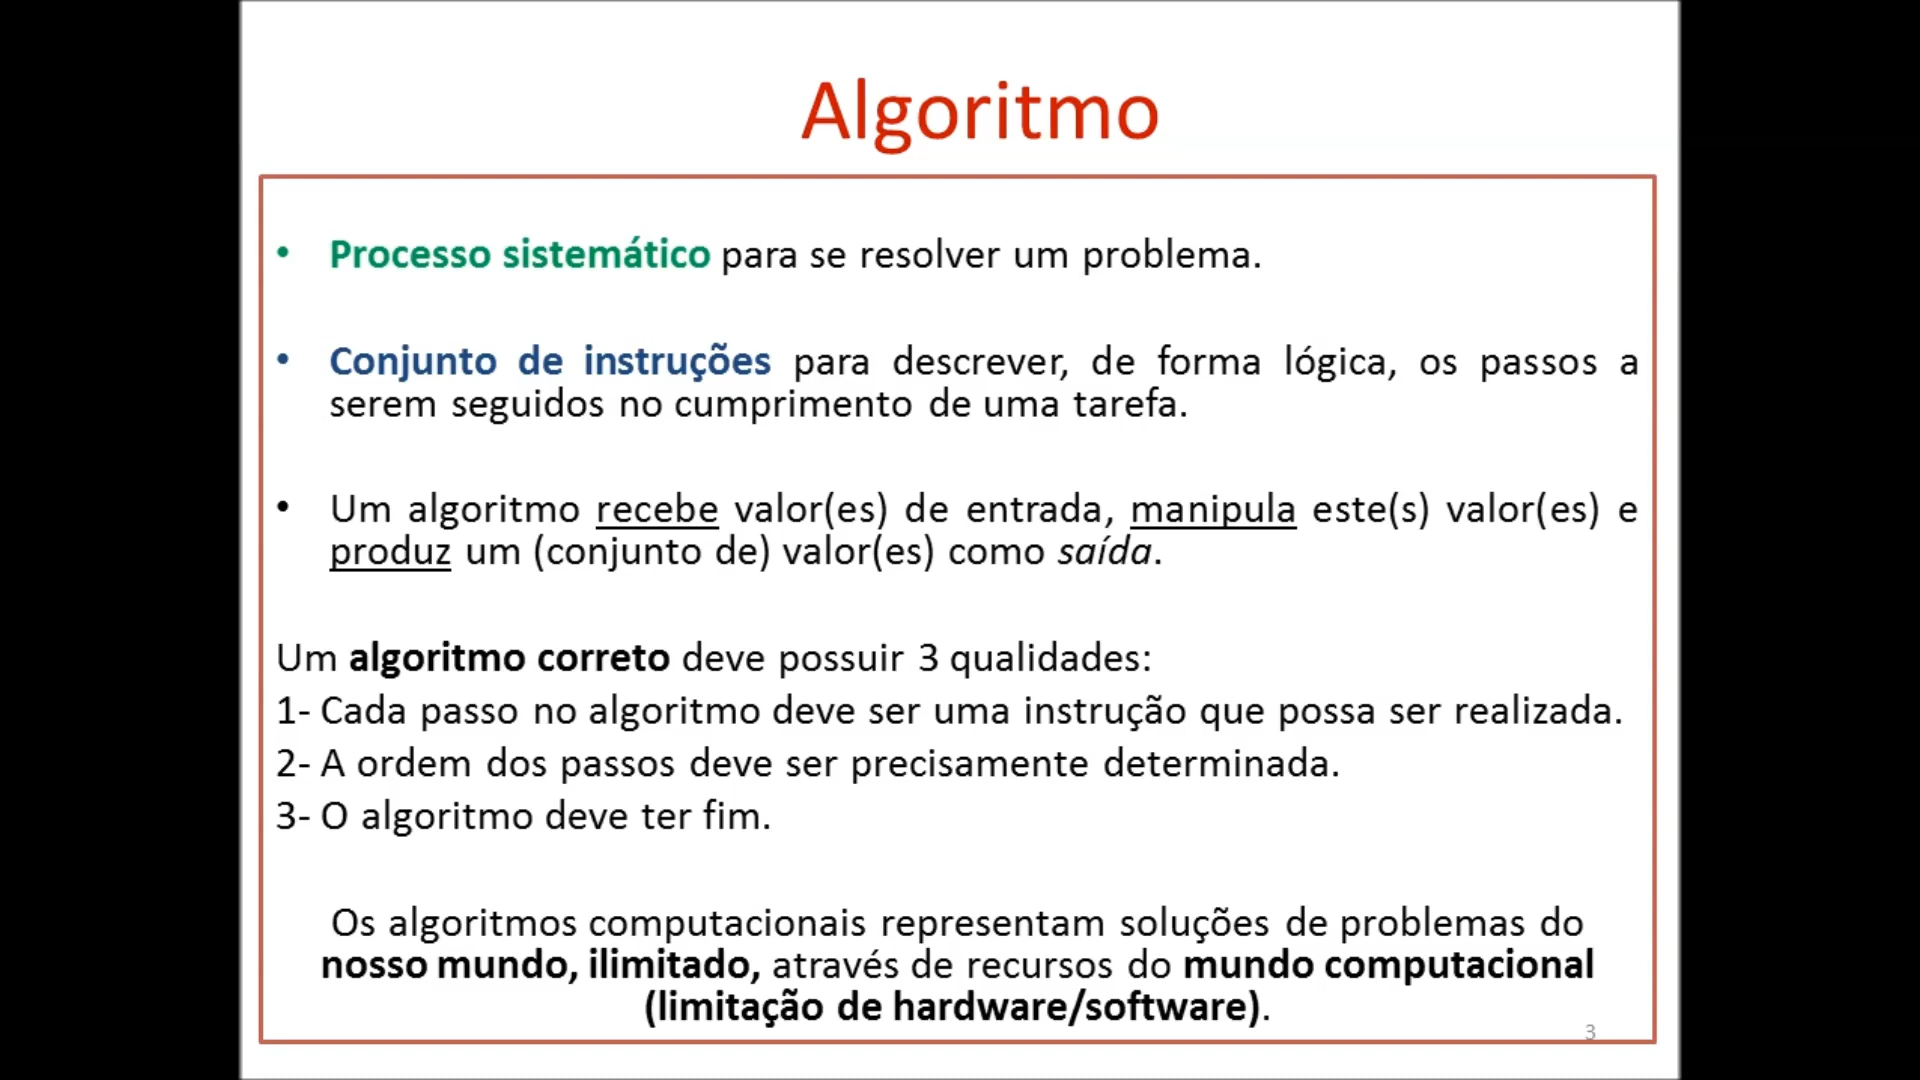 Algoritmo
• Processo sistemático para se resolver um problema.
• Conjunto de instruções para descrever, de forma lógica, os passos a
serem seguidos no cumprimento de uma tarefa.
• Um algoritmo recebe valor(es) de entrada, manipula este(s) valor(es) e
produz um (conjunto de) valor(es) como saída.
Um algoritmo correto deve possuir 3 qualidades:
1- Cada passo no algoritmo deve ser uma instrução que possa ser realizada.
2- A ordem dos passos deve ser precisamente determinada.
3- O algoritmo deve ter fim.
Os algoritmos computacionais representam soluções de problemas do
nosso mundo, ilimitado, através de recursos do mundo computacional
(limitação de hardware/software).
3